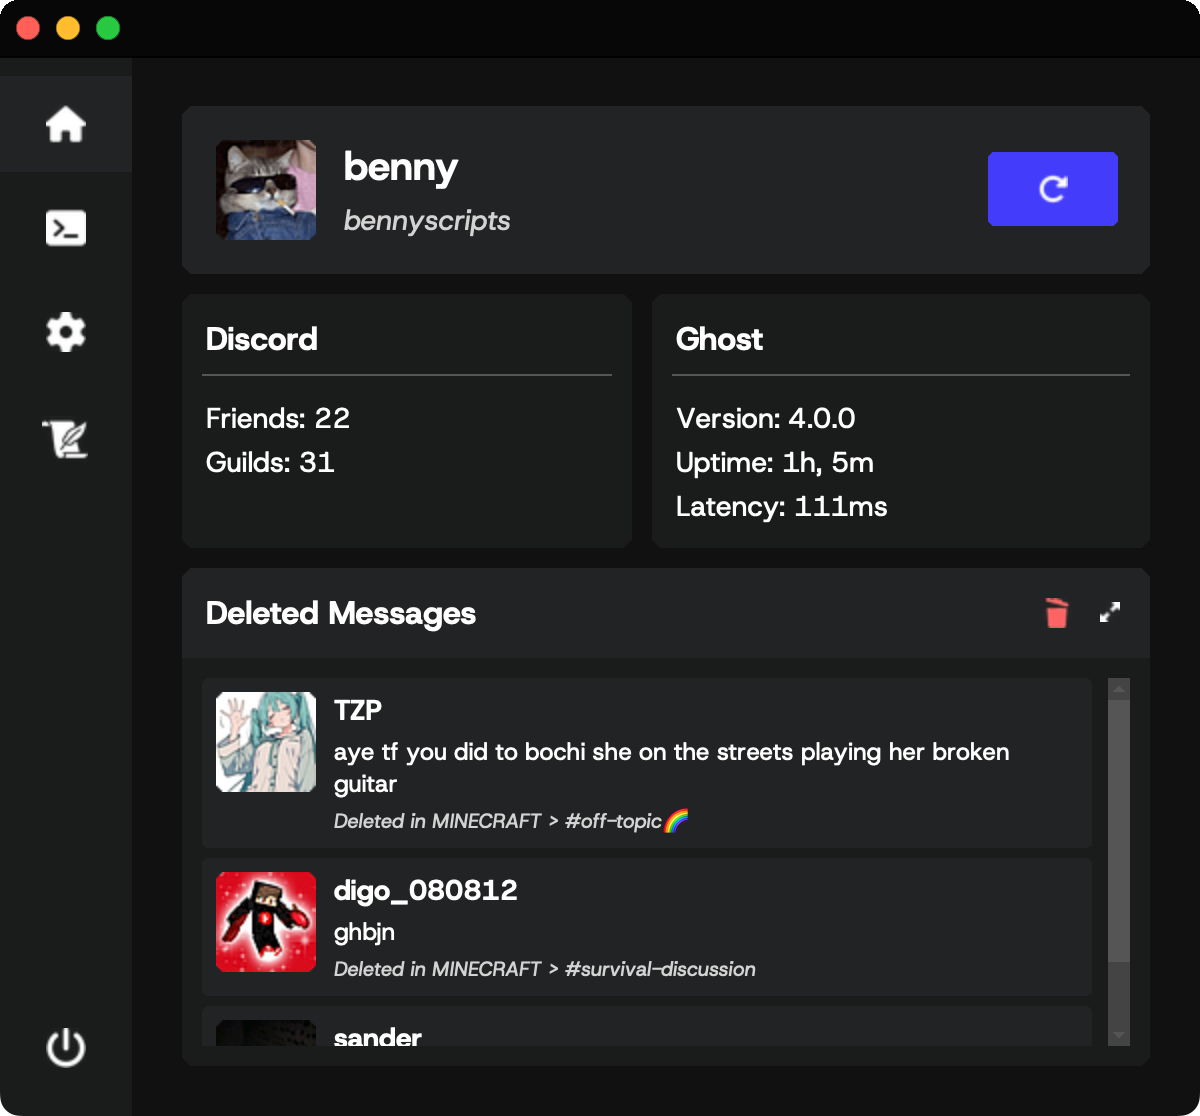 benny
bennyscripts
Discord
Friends: 22
Guilds: 31
Ghost
Version: 4.0.0
Uptime: 1h, 5m
Latency: 111ms
Deleted Messages
TZP
aye tf you did to bochi she on the streets playing her broken
guitar
Deleted in MINECRAFT > #off-topic🌈
digo_080812
ghbjn
Deleted in MINECRAFT > #survival-discussion
sander